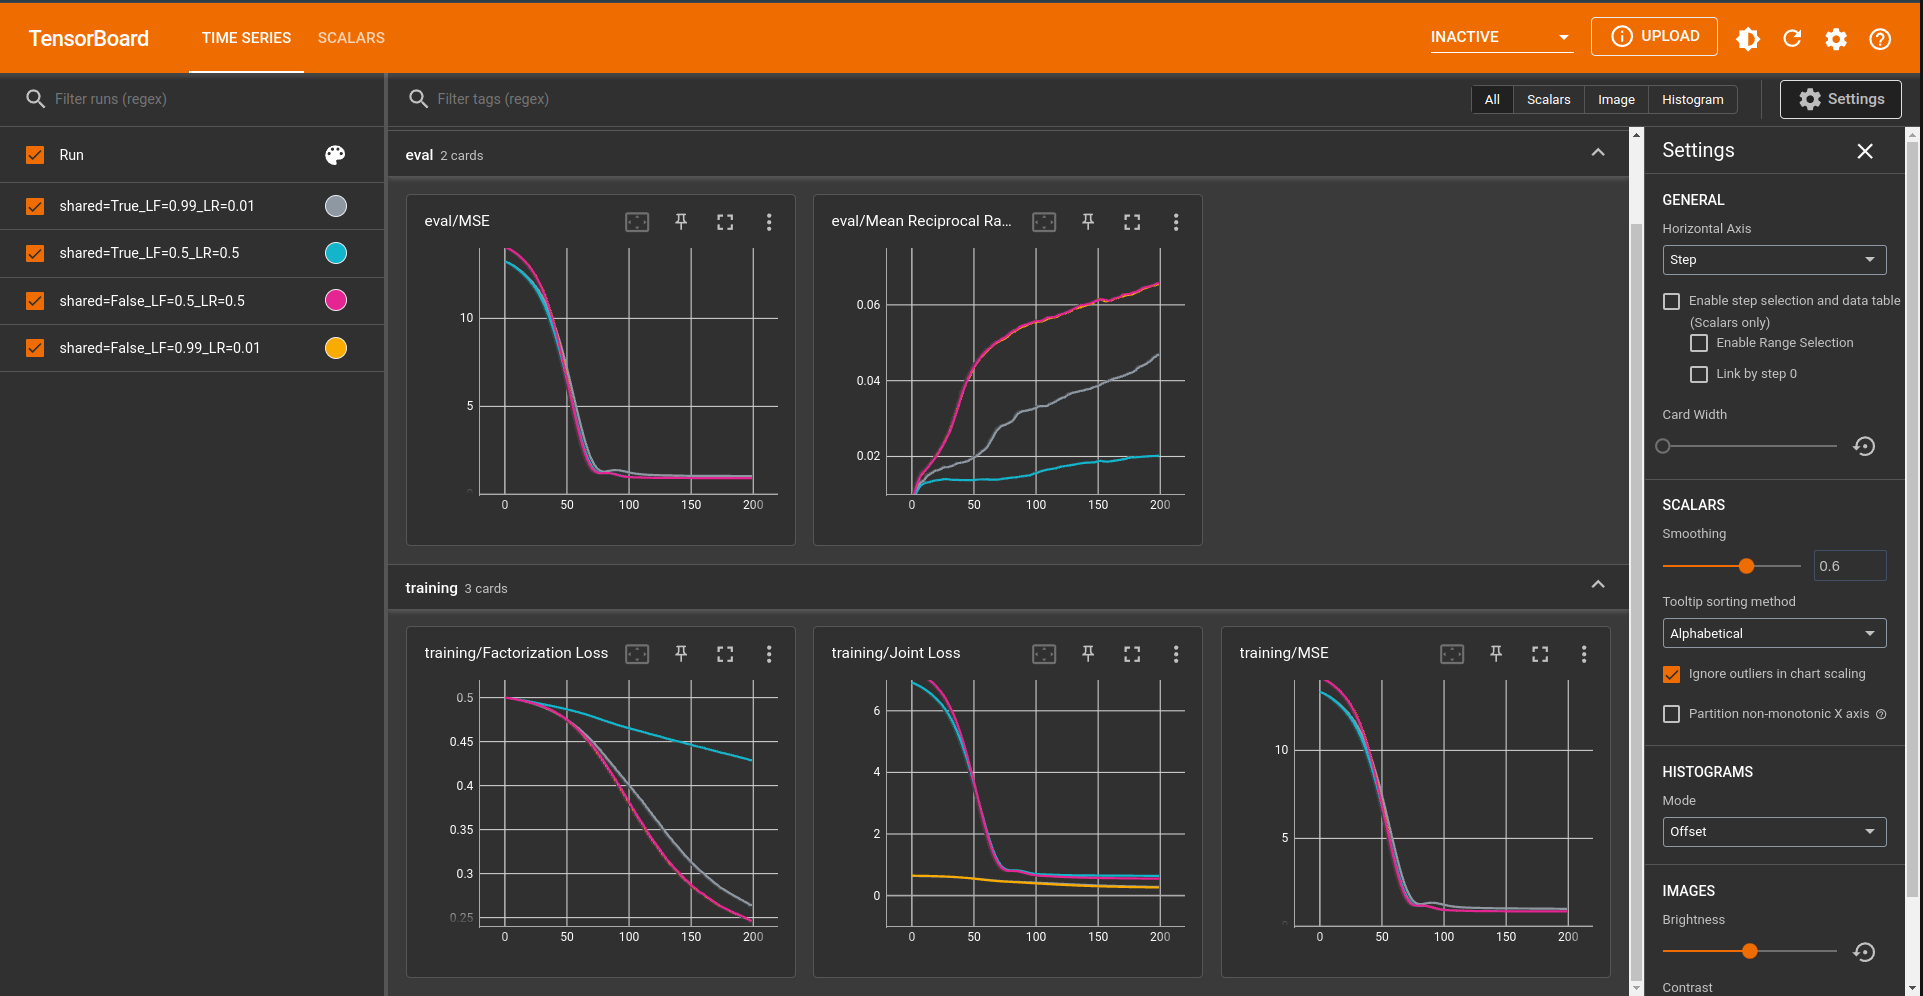 TensorBoard TIME SERIES SCALARS INACTIVE UPLOAD
Filter runs (regex)
Filter tags (regex)
All Scalars Image Histogram
Settings
Run
shared=True_LF=0.99_LR=0.01
shared=True_LF=0.5_LR=0.5
shared=False_LF=0.5_LR=0.5
shared=False_LF=0.99_LR=0.01
eval 2 cards
eval/MSE
10
5
0
0 50 100 150 200
eval/Mean Reciprocal Ra...
0.06
0.04
0.02
0 50 100 150 200
training 3 cards
training/Factorization Loss
0.5
0.45
0.4
0.35
0.3
0.25
0 50 100 150 200
training/Joint Loss
6
4
2
0
0 50 100 150 200
training/MSE
10
5
0 50 100 150 200
Settings
GENERAL
Horizontal Axis
Step
Enable step selection and data table
(Scalars only)
Enable Range Selection
Link by step 0
Card Width
SCALARS
Smoothing
0.6
Tooltip sorting method
Alphabetical
Ignore outliers in chart scaling
Partition non-monotonic X axis
HISTOGRAMS
Mode
Offset
IMAGES
Brightness
Contrast